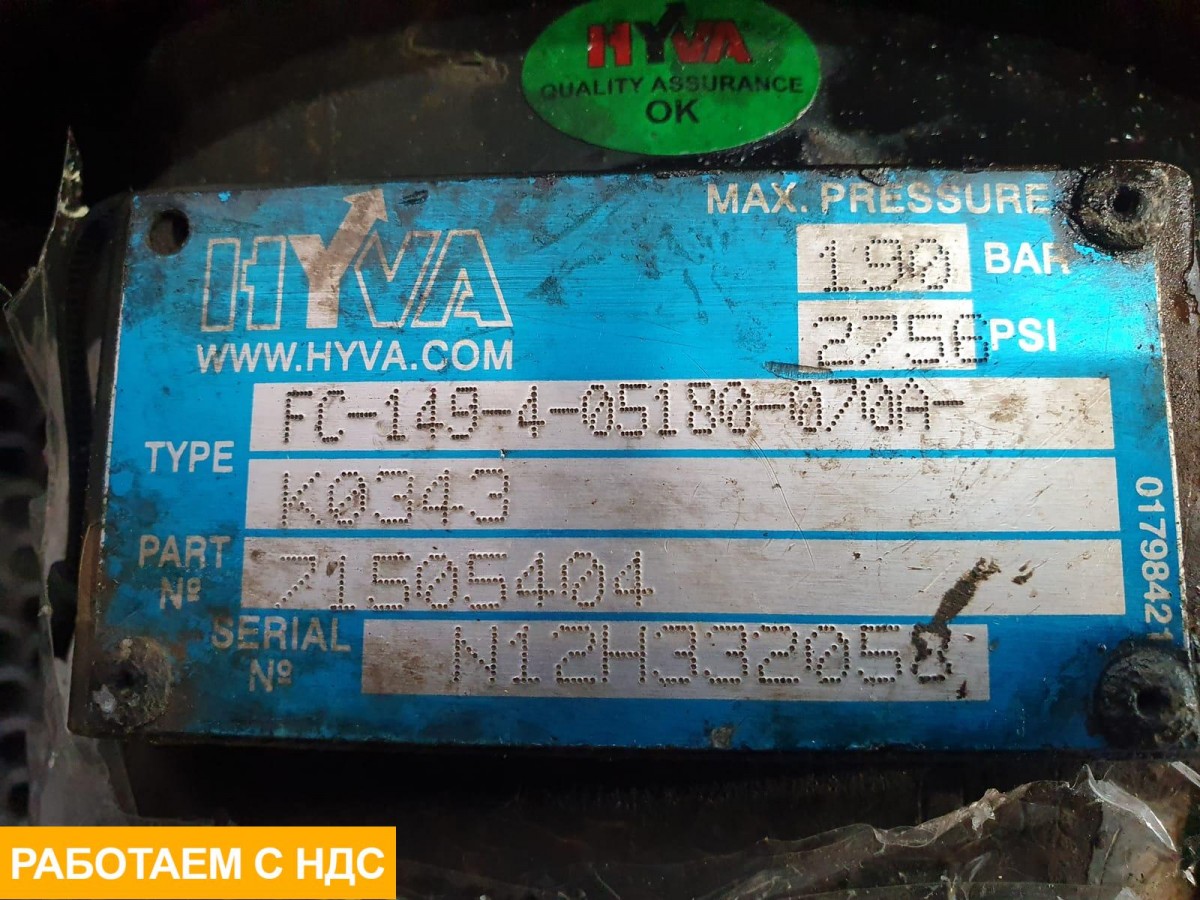 HYVA
QUALITY ASSURANCE
OK
HYVA
WWW.HYVA.COM
MAX. PRESSURE
190 BAR
2756 PSI
TYPE
FC-149-4-05180-070A-
K0343
PART Nº
71505404
SERIAL Nº
N12H332058
01798421
РАБОТАЕМ С НДС